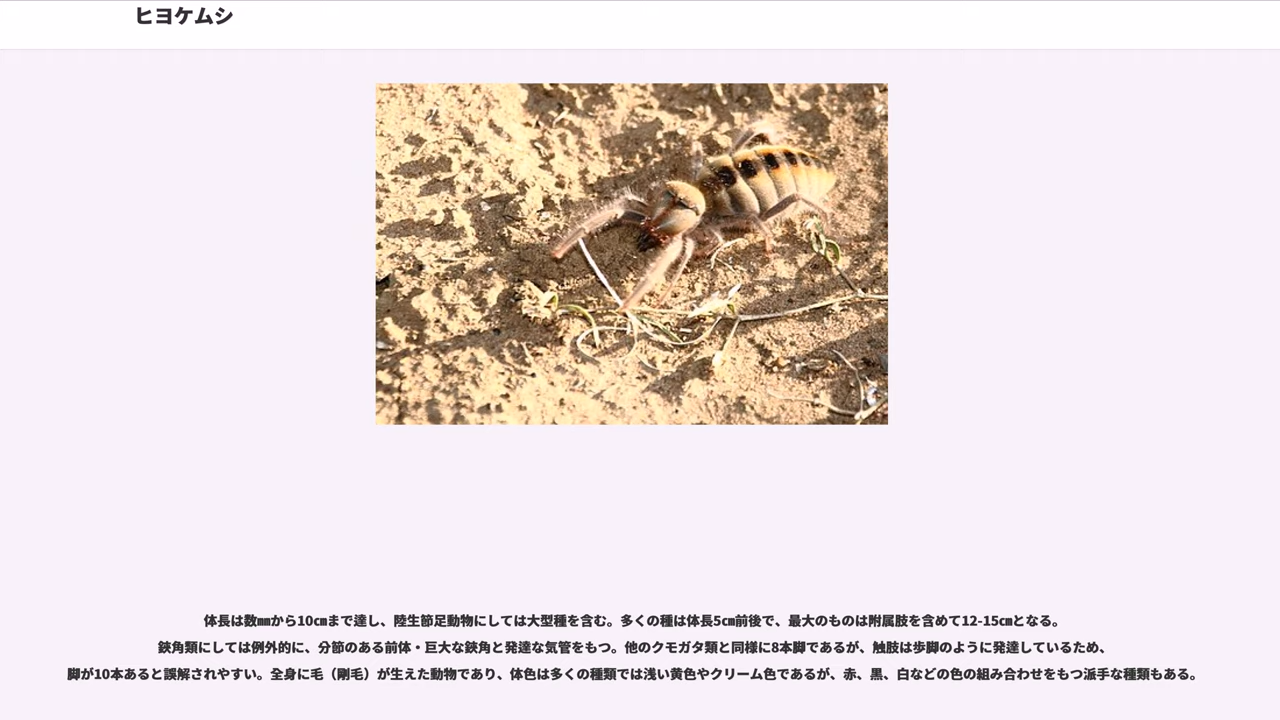 ヒヨケムシ
体長は数㎜から10㎝まで達し、陸生節足動物にしては大型種を含む。多くの種は体長5㎝前後で、最大のものは附属肢を含めて12-15㎝となる。
鋏角類にしては例外的に、分節のある前体・巨大な鋏角と発達な気管をもつ。他のクモガタ類と同様に8本脚であるが、触肢は歩脚のように発達しているため、
脚が10本あると誤解されやすい。全身に毛（剛毛）が生えた動物であり、体色は多くの種類では浅い黄色やクリーム色であるが、赤、黒、白などの色の組み合わせをもつ派手な種類もある。